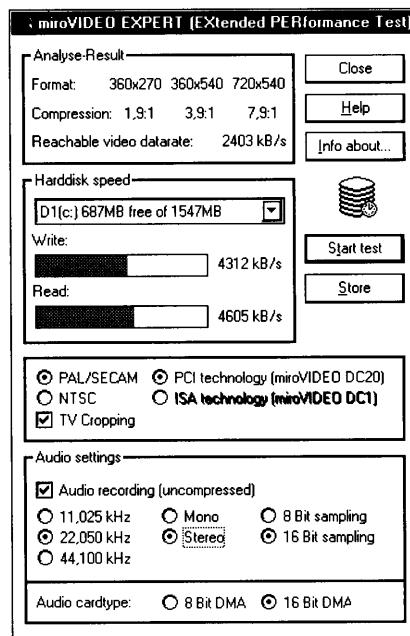 miroVIDEO EXPERT (EXtended PERformance Test)
Analyse-Result
Format: 360x270 360x540 720x540
Compression: 1,9:1 3,9:1 7,9:1
Reachable video datarate: 2403 kB/s
Close
Help
Info about...
Harddisk speed
D1(c:) 687MB free of 1547MB
Write:
4312 kB/s
Read:
4605 kB/s
Start test
Store
PAL/SECAM PCI technology (miroVIDEO DC20)
NTSC ISA technology (miroVIDEO DC1)
TV Cropping
Audio settings
Audio recording (uncompressed)
11,025 kHz Mono 8 Bit sampling
22,050 kHz Stereo 16 Bit sampling
44,100 kHz
Audio cardtype: 8 Bit DMA 16 Bit DMA